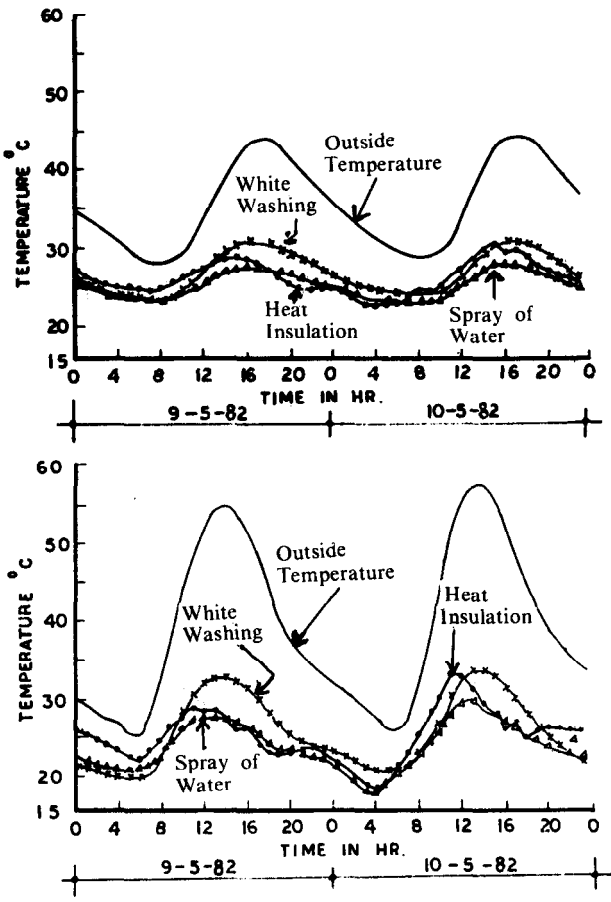 60
50
40
30
20
15
TEMPERATURE °C
Outside
Temperature
White
Washing
Heat
Insulation
Spray of
Water
0 4 8 12 16 20 0 4 8 12 16 20 0
TIME IN HR.
9-5-82 10-5-82
60
50
40
30
20
15
TEMPERATURE °C
Outside
Temperature
White
Washing
Heat
Insulation
Spray of
Water
0 4 8 12 16 20 0 4 8 12 16 20 0
TIME IN HR.
9-5-82 10-5-82